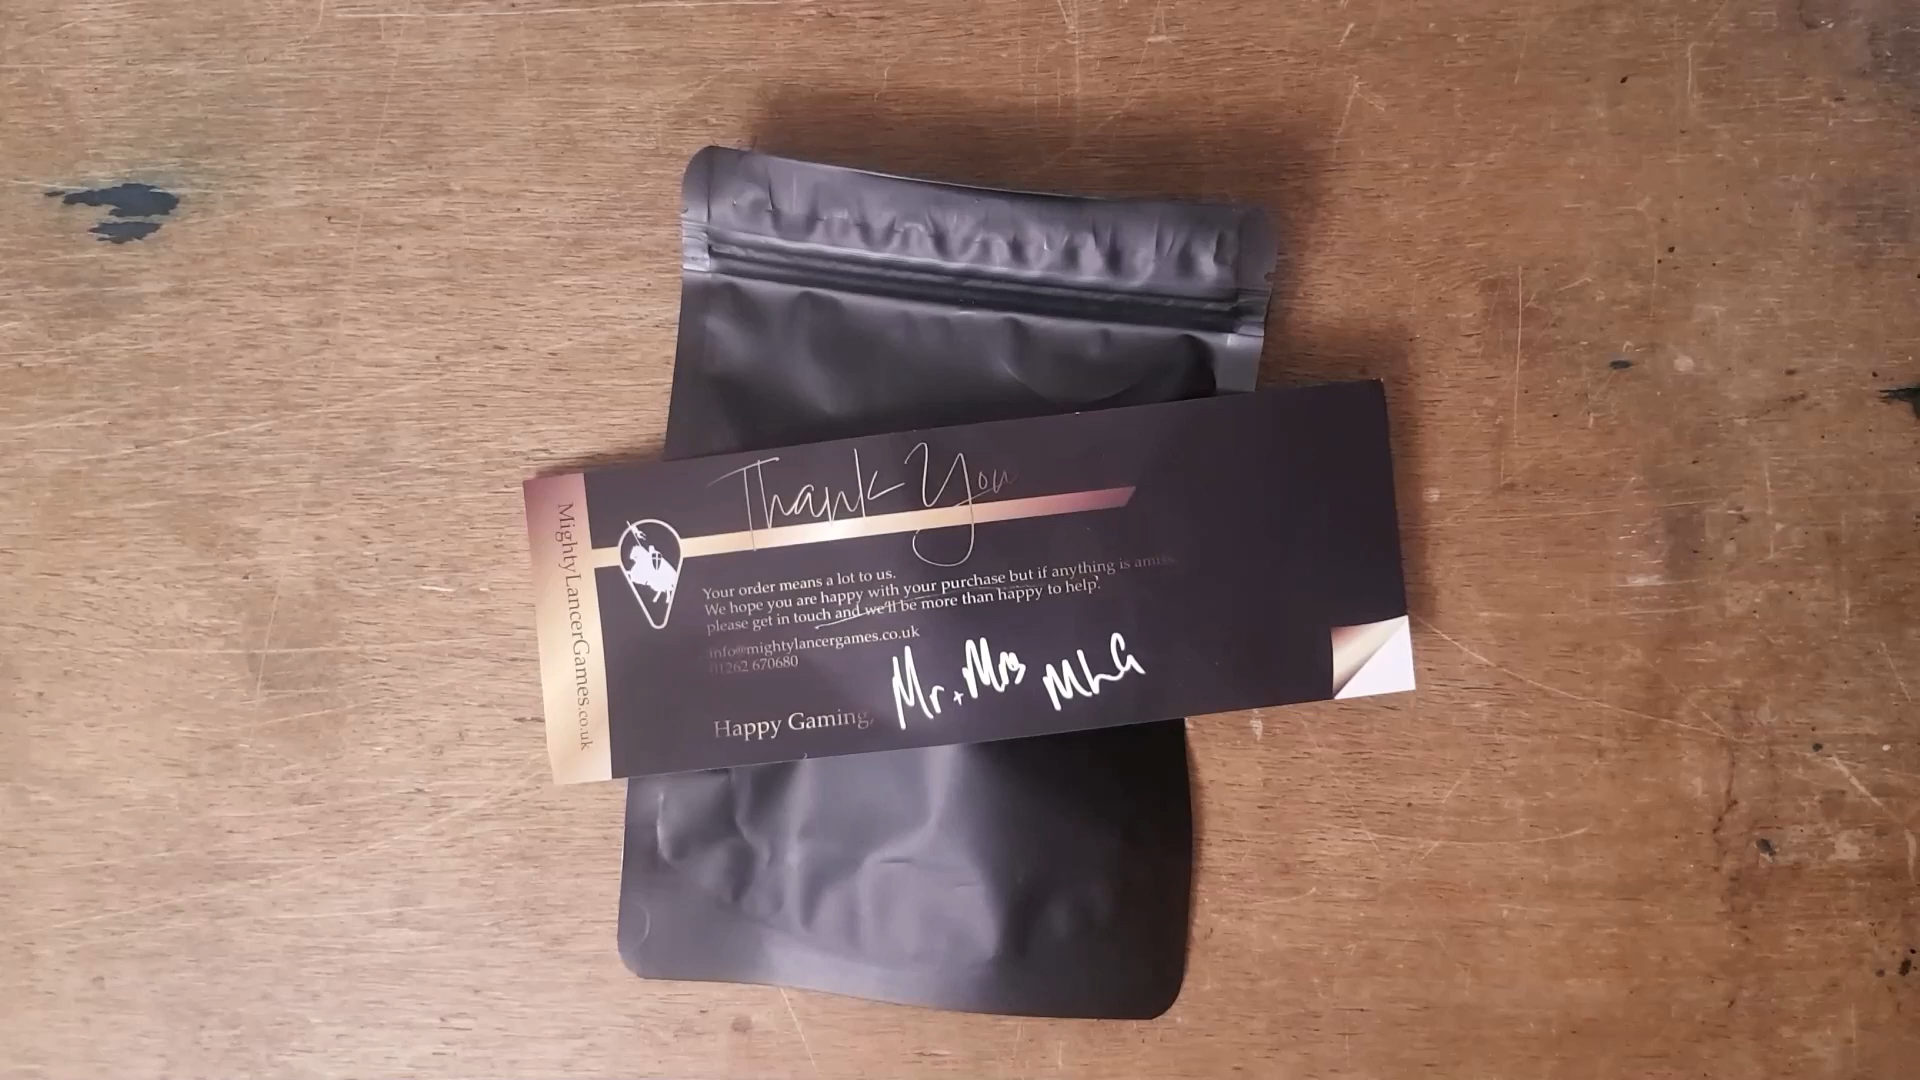 MightyLancerGames.co.uk
Thank You
Your order means a lot to us.
We hope you are happy with your purchase but if anything is amiss
please get in touch and we'll be more than happy to help.
info@mightylancergames.co.uk
01262 670680
Happy Gaming,
Mr + Mrs MLG